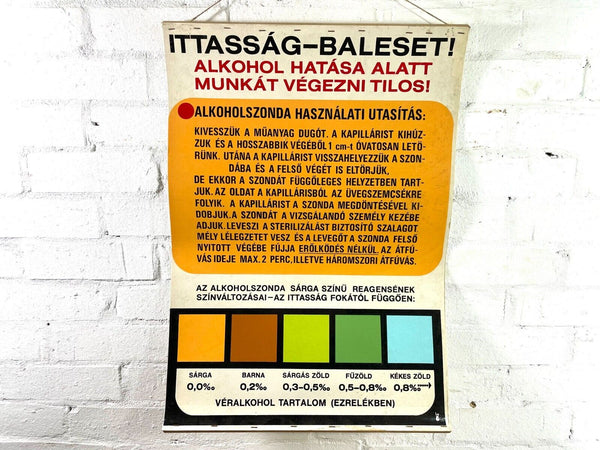 ITTASSÁG–BALESET!
ALKOHOL HATÁSA ALATT
MUNKÁT VÉGEZNI TILOS!
ALKOHOLSZONDA HASZNÁLATI UTASÍTÁS:
KIVESSZÜK A MŰANYAG DUGÓT. A KAPILLÁRIST KIHÚZ-
ZUK ÉS A HOSSZABBIK VÉGÉBŐL 1 cm-t ÓVATOSAN LETÖ-
RÜNK. UTÁNA A KAPILLÁRIST VISSZAHELYEZZÜK A SZON-
DÁBA ÉS A FELSŐ VÉGÉT IS ELTÖRJÜK,
DE EKKOR A SZONDÁT FÜGGŐLEGES HELYZETBEN TART-
JUK. AZ OLDAT A KAPILLÁRISBÓL AZ ÜVEGSZEMCSÉKRE
FOLYIK. A KAPILLÁRIST A SZONDA MEGDÖNTÉSÉVEL KI-
DOBJUK. A SZONDÁT A VIZSGÁLANDÓ SZEMÉLY KEZÉBE
ADJUK. LEVESZI A STERILIZÁLÁST BIZTOSÍTÓ SZALAGOT
MÉLY LÉLEGZETET VESZ ÉS A LEVEGŐT A SZONDA FELSŐ
NYITOTT VÉGÉBE FÚJJA ERŐLKÖDÉS NÉLKÜL. AZ ÁTFÚ-
VÁS IDEJE MAX. 2 PERC, ILLETVE HÁROMSZORI ÁTFÚVÁS.
AZ ALKOHOLSZONDA SÁRGA SZÍNŰ REAGENSÉNEK
SZÍNVÁLTOZÁSAI–AZ ITTASSÁG FOKÁTÓL FÜGGŐEN:
SÁRGA BARNA SÁRGÁS ZÖLD FŰZÖLD KÉKES ZÖLD
0,0‰ 0,2‰ 0,3-0,5‰ 0,5-0,8‰ 0,8‰→
VÉRALKOHOL TARTALOM (EZRELÉKBEN)